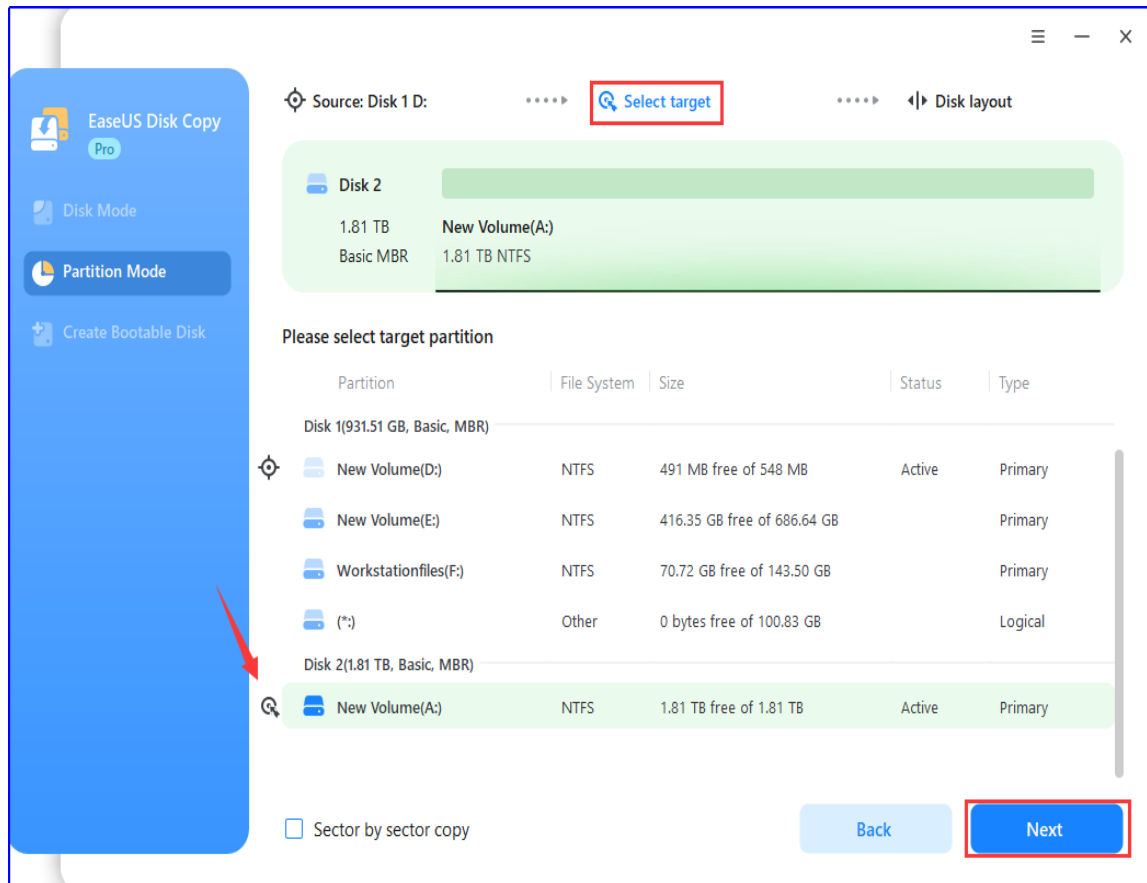 Source: Disk 1 D:
Select target
Disk layout
EaseUS Disk Copy
Pro
Disk Mode
Partition Mode
Create Bootable Disk
Disk 2
1.81 TB
Basic MBR
New Volume(A:)
1.81 TB NTFS
Please select target partition
Partition File System Size Status Type
Disk 1(931.51 GB, Basic, MBR)
New Volume(D:) NTFS 491 MB free of 548 MB Active Primary
New Volume(E:) NTFS 416.35 GB free of 686.64 GB Primary
Workstationfiles(F:) NTFS 70.72 GB free of 143.50 GB Primary
(*:) Other 0 bytes free of 100.83 GB Logical
Disk 2(1.81 TB, Basic, MBR)
New Volume(A:) NTFS 1.81 TB free of 1.81 TB Active Primary
Sector by sector copy
Back
Next